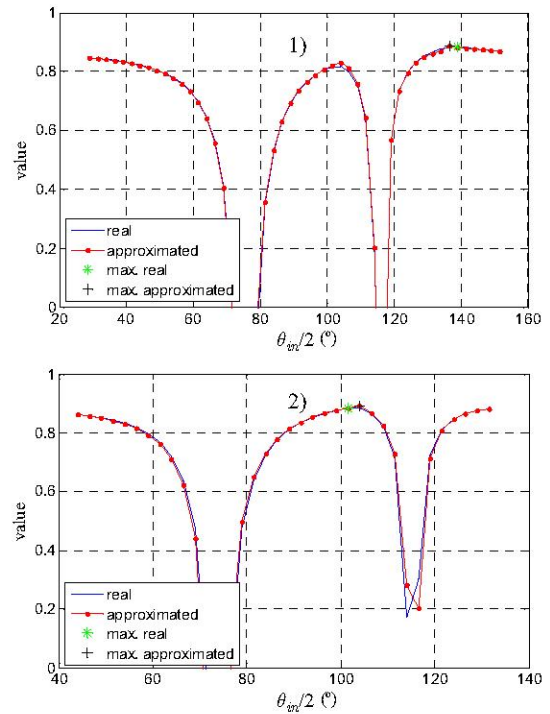 1)
1
0.8
0.6
0.4
0.2
0
value
real
approximated
max. real
max. approximated
20 40 60 80 100 120 140 160
θin/2 (º)
2)
1
0.8
0.6
0.4
0.2
0
value
real
approximated
max. real
max. approximated
40 60 80 100 120 140
θin/2 (º)